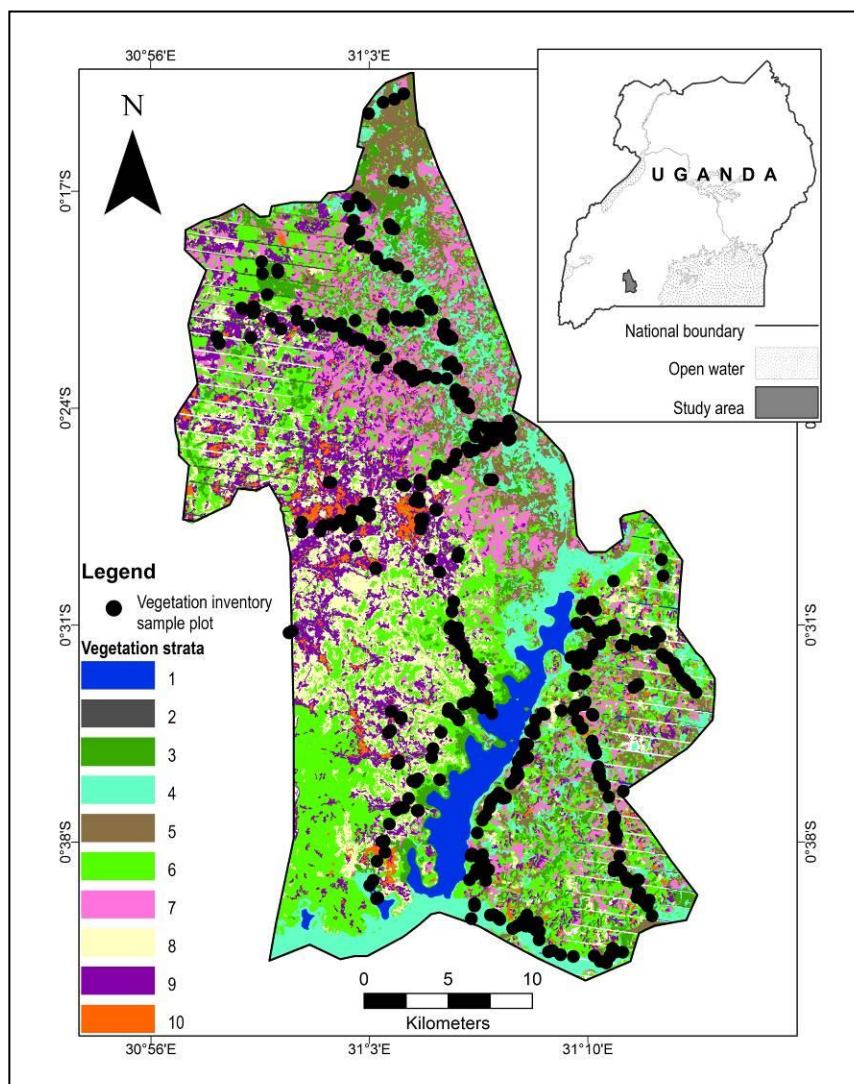 30°56'E
31°3'E
N
UGANDA
National boundary
Open water
Study area
0°17'S
0°24'S
0°31'S
0°38'S
0
Legend
Vegetation inventory
sample plot
Vegetation strata
1
2
3
4
5
6
7
8
9
10
0 5 10
Kilometers
0°31'S
0°38'S
30°56'E
31°3'E
31°10'E